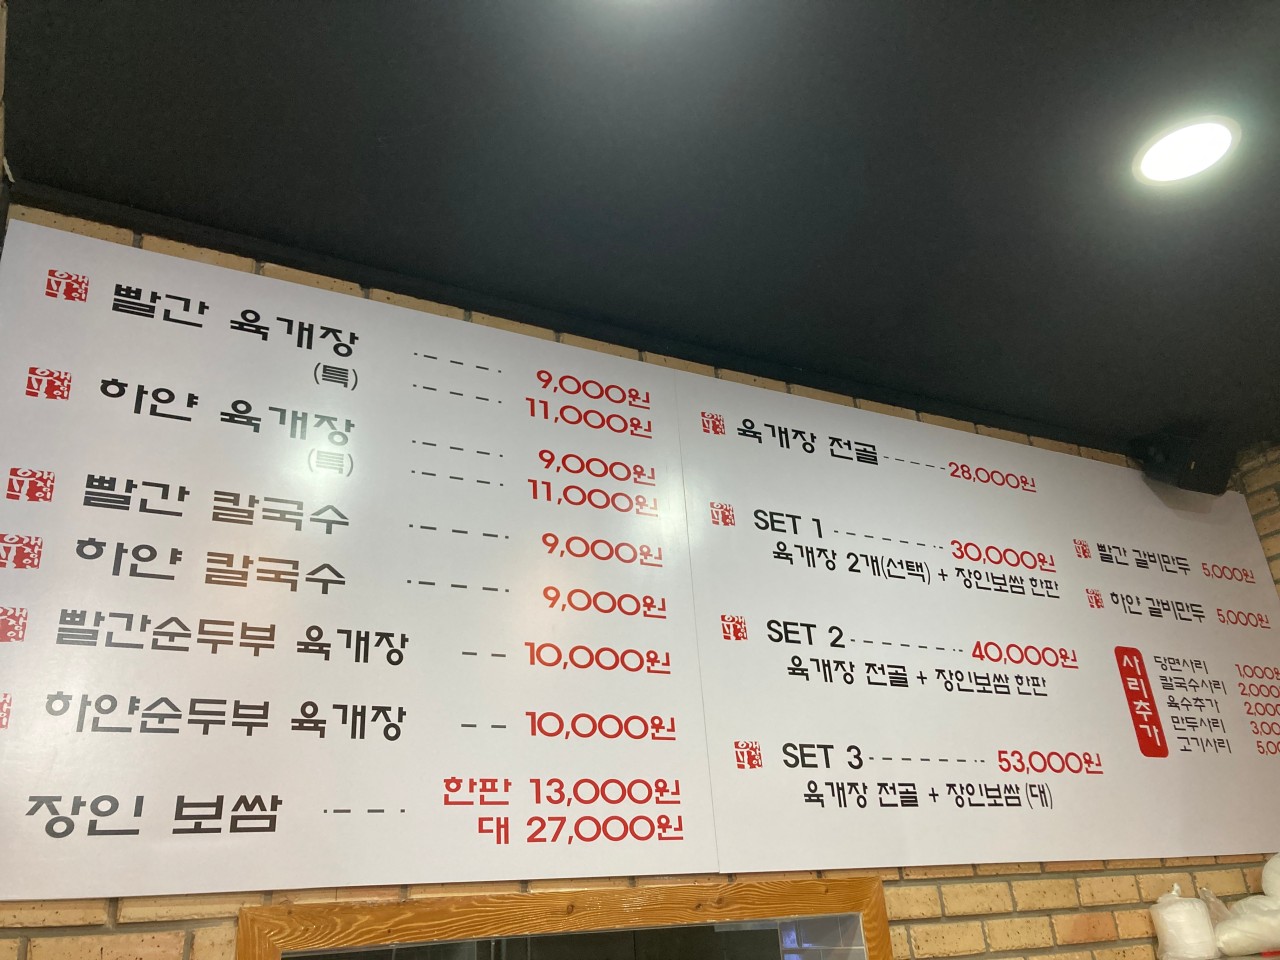 빨간 육개장 9,000원
(특) 11,000원
하얀 육개장 9,000원
(특) 11,000원
빨간 칼국수 9,000원
하얀 칼국수 9,000원
빨간순두부 육개장 10,000원
하얀순두부 육개장 10,000원
장인 보쌈 한판 13,000원
대 27,000원
육개장 전골 28,000원
SET 1 30,000원
육개장 2개(선택) + 장인보쌈 한판
SET 2 40,000원
육개장 전골 + 장인보쌈 한판
SET 3 53,000원
육개장 전골 + 장인보쌈 (대)
빨간 갈비만두 5,000원
하얀 갈비만두 5,000원
사리추가
당면사리 1,000
칼국수사리 2,000
육수추가 2,000
만두사리 3,00
고기사리 5,00